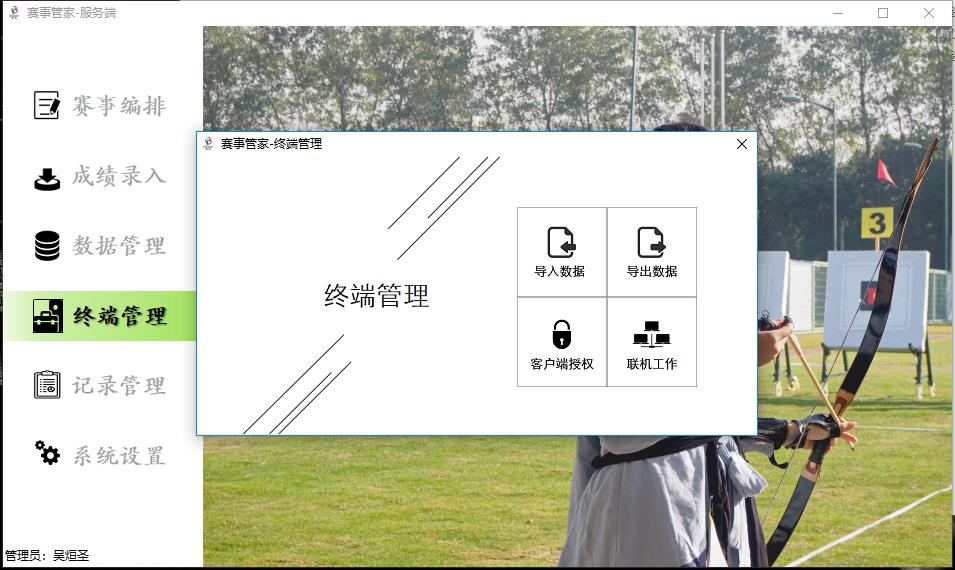 赛事管家-服务端
赛事编排
成绩录入
数据管理
终端管理
记录管理
系统设置
管理员：吴烜圣
赛事管家-终端管理
终端管理
导入数据
导出数据
客户端授权
联机工作
3